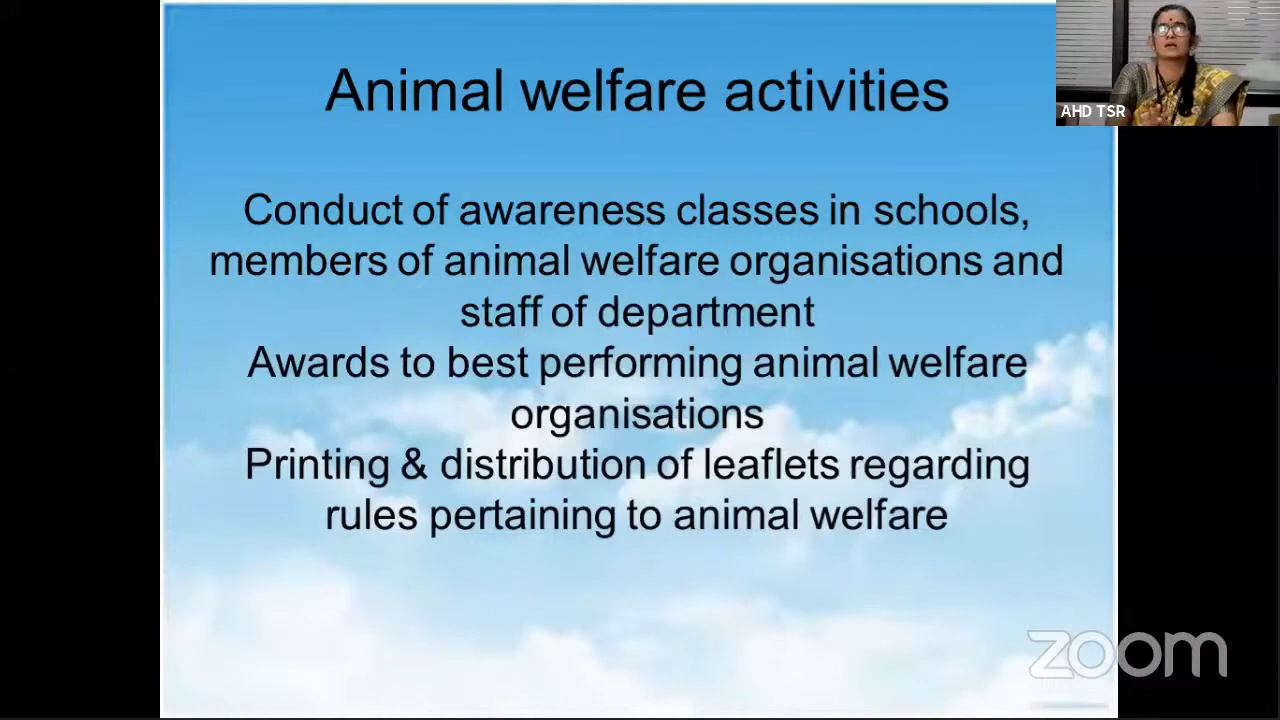 Animal welfare activities
AHD TSR
Conduct of awareness classes in schools,
members of animal welfare organisations and
staff of department
Awards to best performing animal welfare
organisations
Printing & distribution of leaflets regarding
rules pertaining to animal welfare
zoom